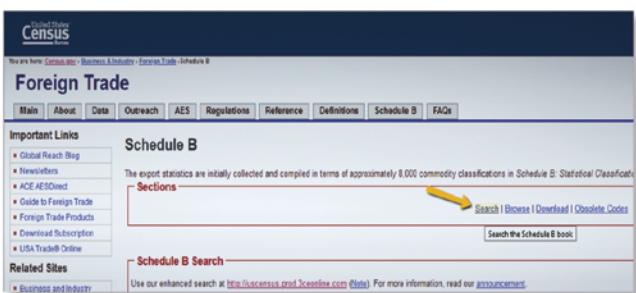 United States
Census
Bureau
You are here: Census.gov › Business & Industry › Foreign Trade › Schedule B
Foreign Trade
Main About Data Outreach AES Regulations Reference Definitions Schedule B FAQs
Important Links
Global Reach Blog
Newsletters
ACE AESDirect
Guide to Foreign Trade
Foreign Trade Products
Download Subscription
USA Trade® Online
Related Sites
Business and Industry
Schedule B
The export statistics are initially collected and compiled in terms of approximately 8,000 commodity classifications in Schedule B: Statistical
Sections
Search | Browse | Download | Obsolete Codes
Search the Schedule B book
Schedule B Search
Use our enhanced search at http://uscensus.prod.3ceonline.com (Note). For more information, read our announcement.